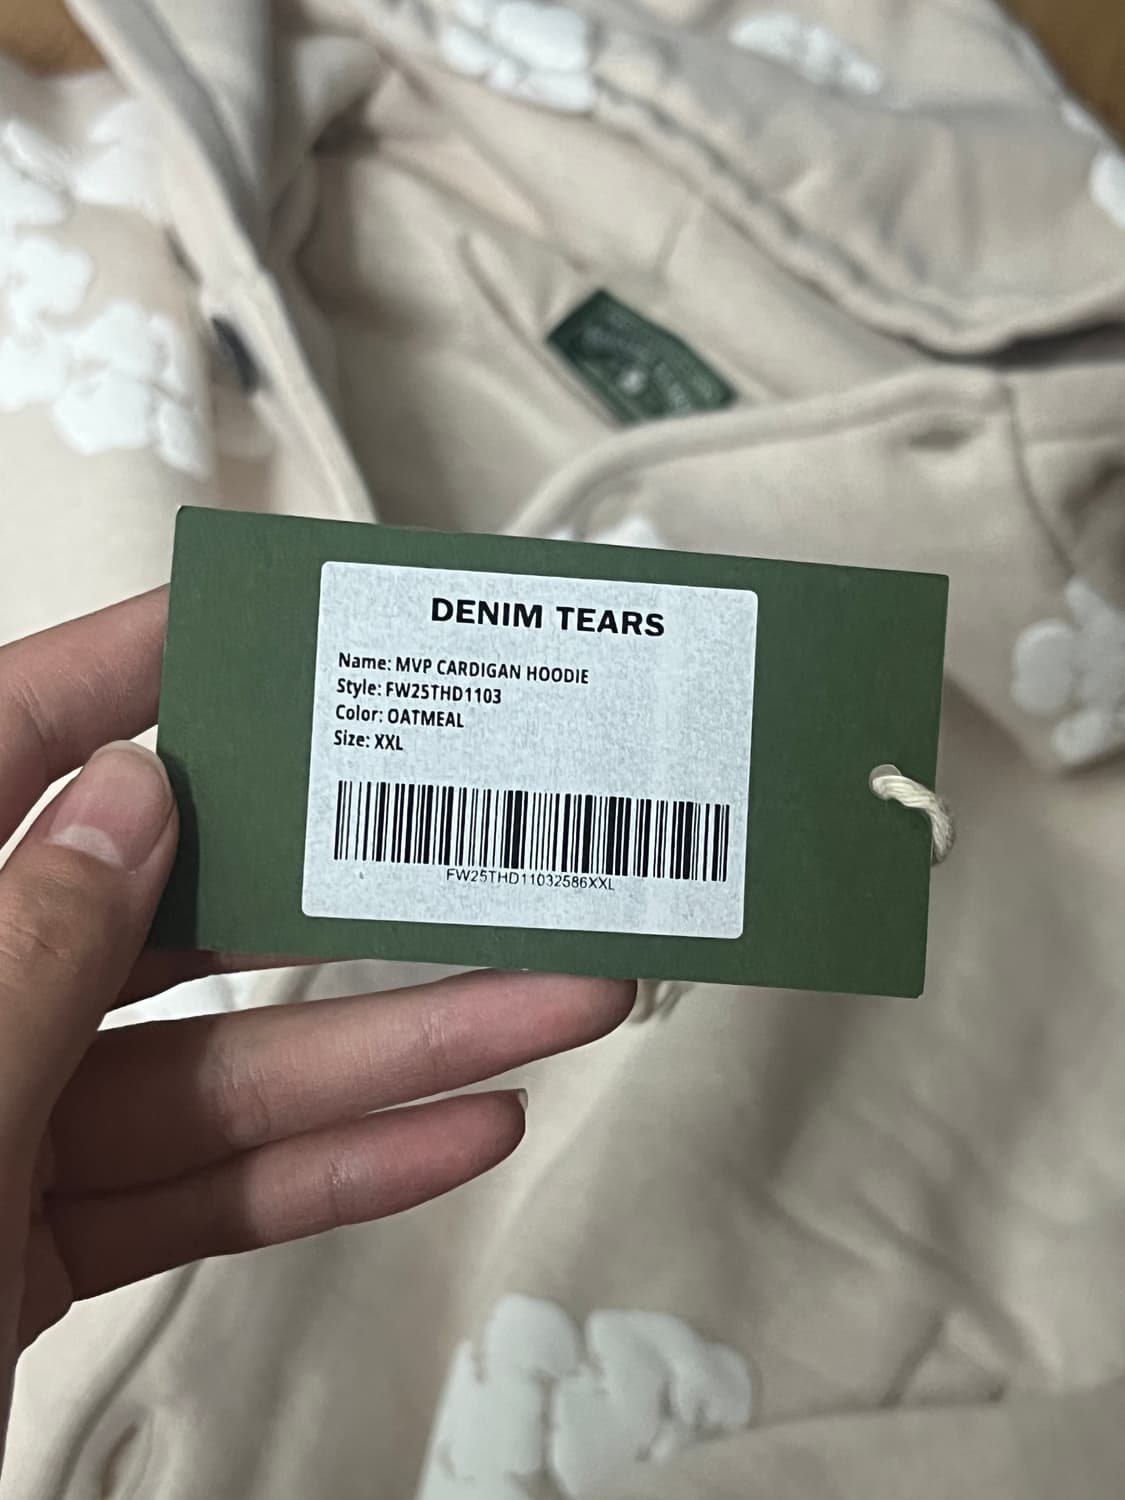 DENIM TEARS
Name: MVP CARDIGAN HOODIE
Style: FW25THD1103
Color: OATMEAL
Size: XXL
FW25THD11032586XXL